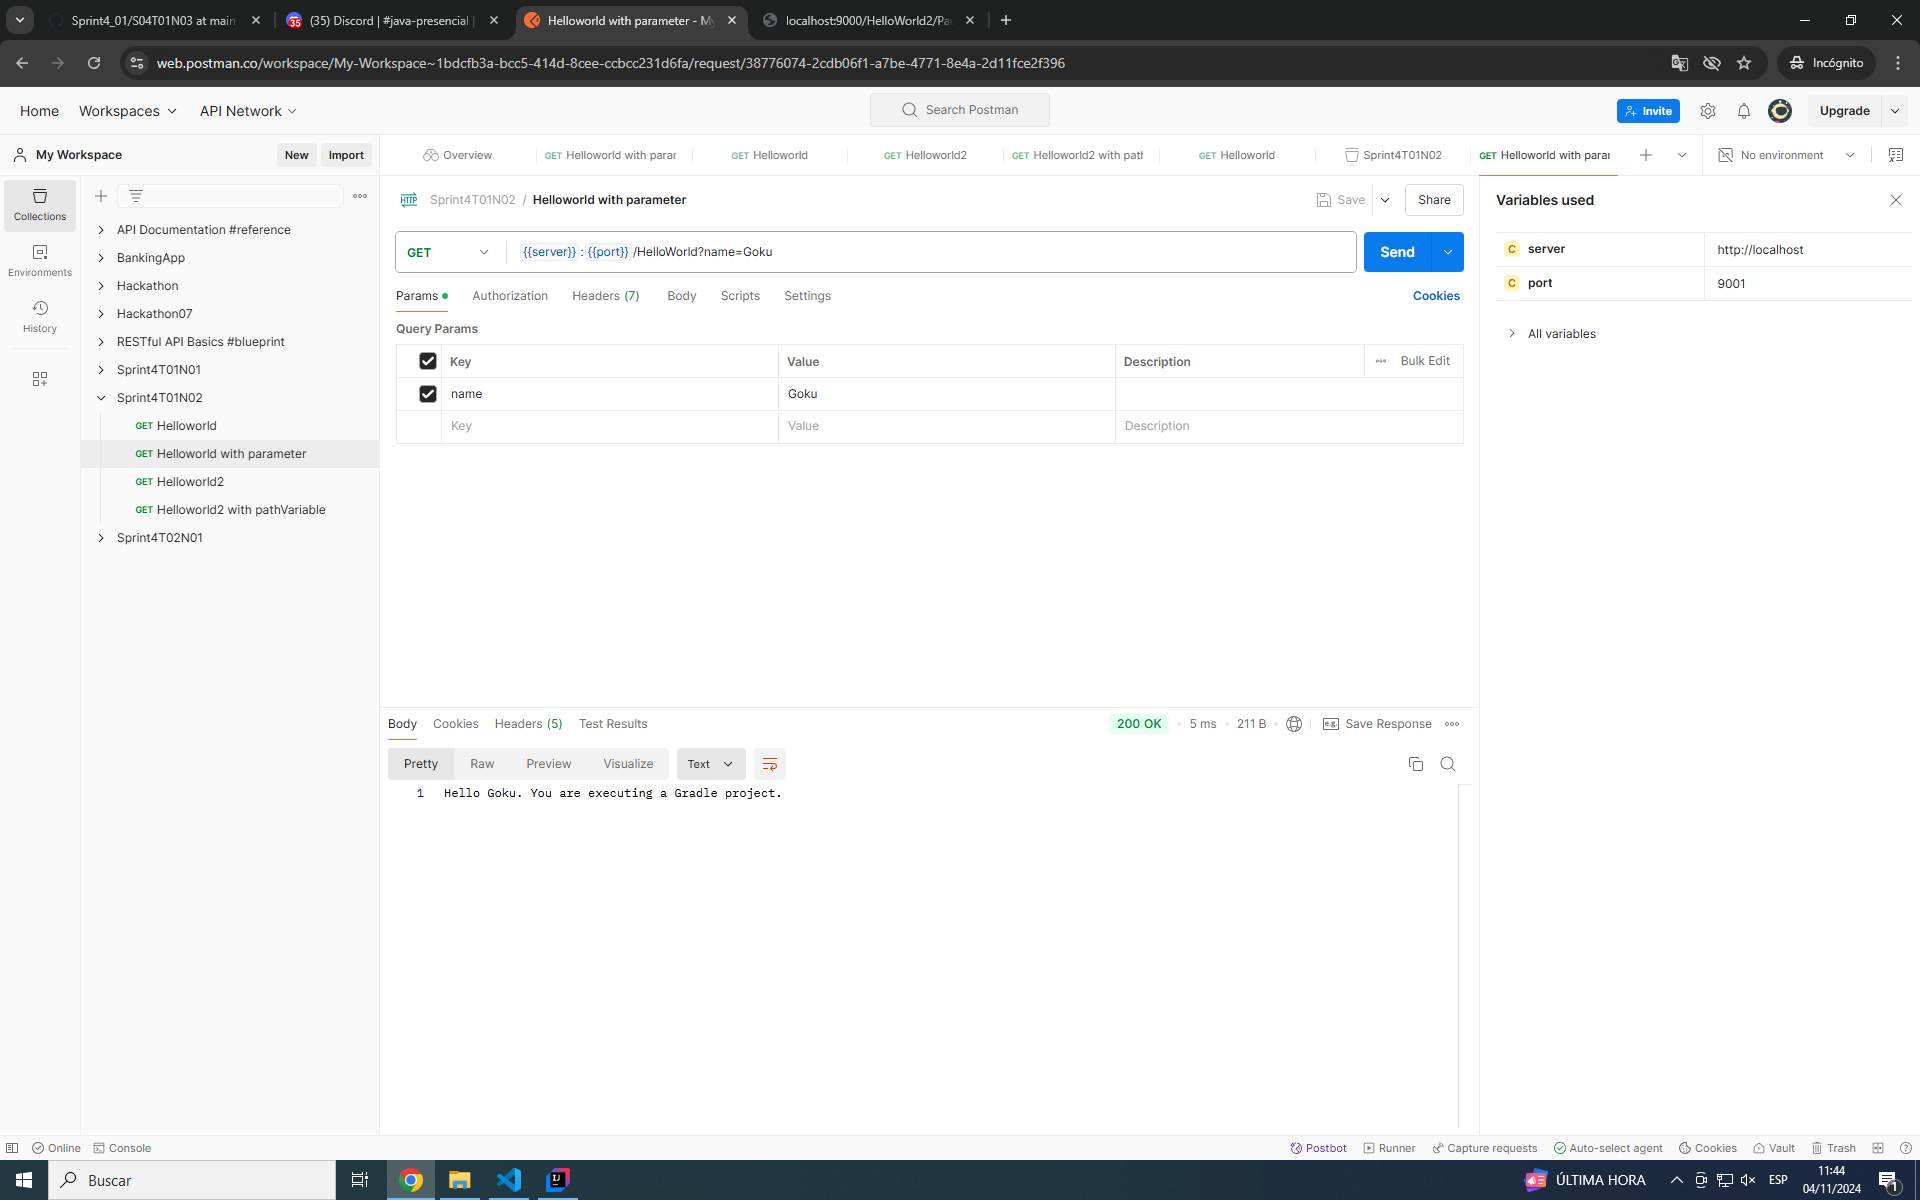 Sprint4_01/S04T01N03 at main
(35) Discord | #java-presencial |
Helloworld with parameter - My
localhost:9000/HelloWorld2/Pau
web.postman.co/workspace/My-Workspace~1bdcfb3a-bcc5-414d-8cee-ccbcc231d6fa/request/38776074-2cdb06f1-a7be-4771-8e4a-2d11fce2f396
Incógnito
Home
Workspaces
API Network
Search Postman
Invite
Upgrade
My Workspace
New
Import
Overview
GET Helloworld with parar
GET Helloworld
GET Helloworld2
GET Helloworld2 with patl
GET Helloworld
Sprint4T01N02
GET Helloworld with parar
No environment
Collections
Environments
History
API Documentation #reference
BankingApp
Hackathon
Hackathon07
RESTful API Basics #blueprint
Sprint4T01N01
Sprint4T01N02
GET Helloworld
GET Helloworld with parameter
GET Helloworld2
GET Helloworld2 with pathVariable
Sprint4T02N01
HTTP Sprint4T01N02 / Helloworld with parameter
Save
Share
GET
{{server}} : {{port}} /HelloWorld?name=Goku
Send
Params
Authorization
Headers (7)
Body
Scripts
Settings
Cookies
Query Params
Key
Value
Description
Bulk Edit
name
Goku
Key
Value
Description
Variables used
C server
http://localhost
C port
9001
All variables
Body
Cookies
Headers (5)
Test Results
200 OK
5 ms
211 B
e.g. Save Response
Pretty
Raw
Preview
Visualize
Text
1 Hello Goku. You are executing a Gradle project.
Online
Console
Postbot
Runner
Capture requests
Auto-select agent
Cookies
Vault
Trash
Buscar
ÚLTIMA HORA
ESP
11:44
04/11/2024
1